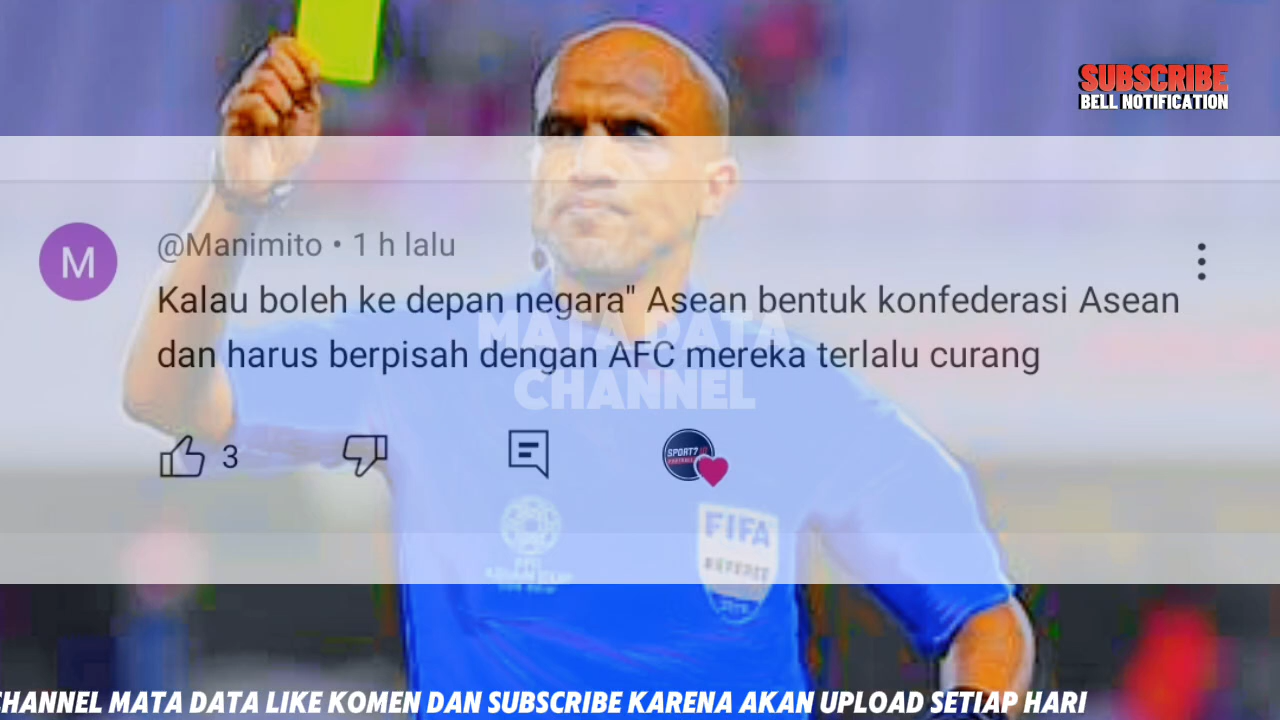 SUBSCRIBE
BELL NOTIFICATION
M
@Manimito • 1 h lalu
Kalau boleh ke depan negara" Asean bentuk konfederasi Asean
dan harus berpisah dengan AFC mereka terlalu curang
MATA DATA
CHANNEL
3
SPORT7
FIFA
REFEREE
CHANNEL MATA DATA LIKE KOMEN DAN SUBSCRIBE KARENA AKAN UPLOAD SETIAP HARI